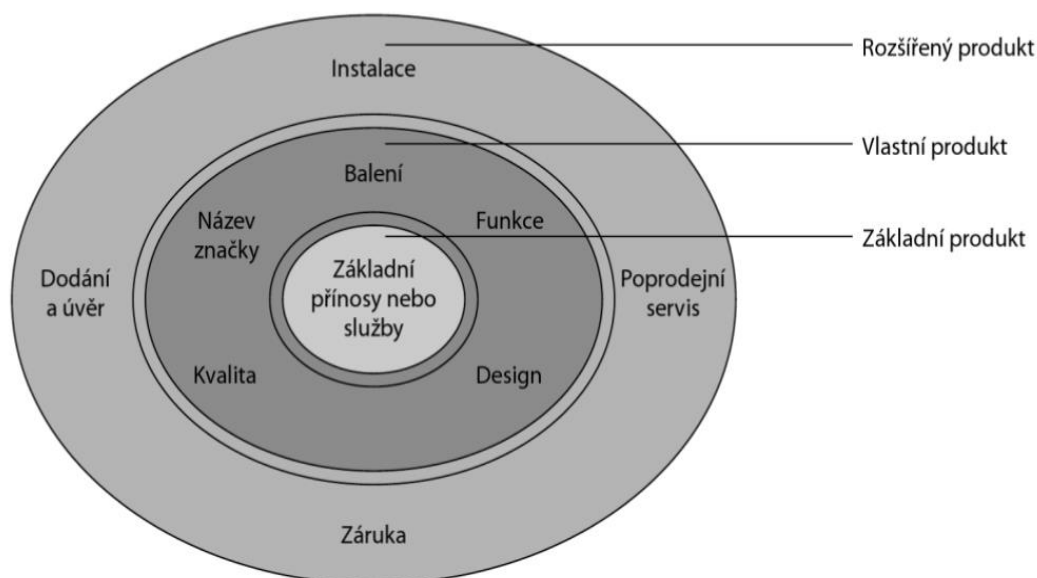 Instalace
Rozšířený produkt
Vlastní produkt
Balení
Název
značky
Funkce
Základní produkt
Základní
přínosy nebo
služby
Dodání
a úvěr
Poprodejní
servis
Kvalita
Design
Záruka